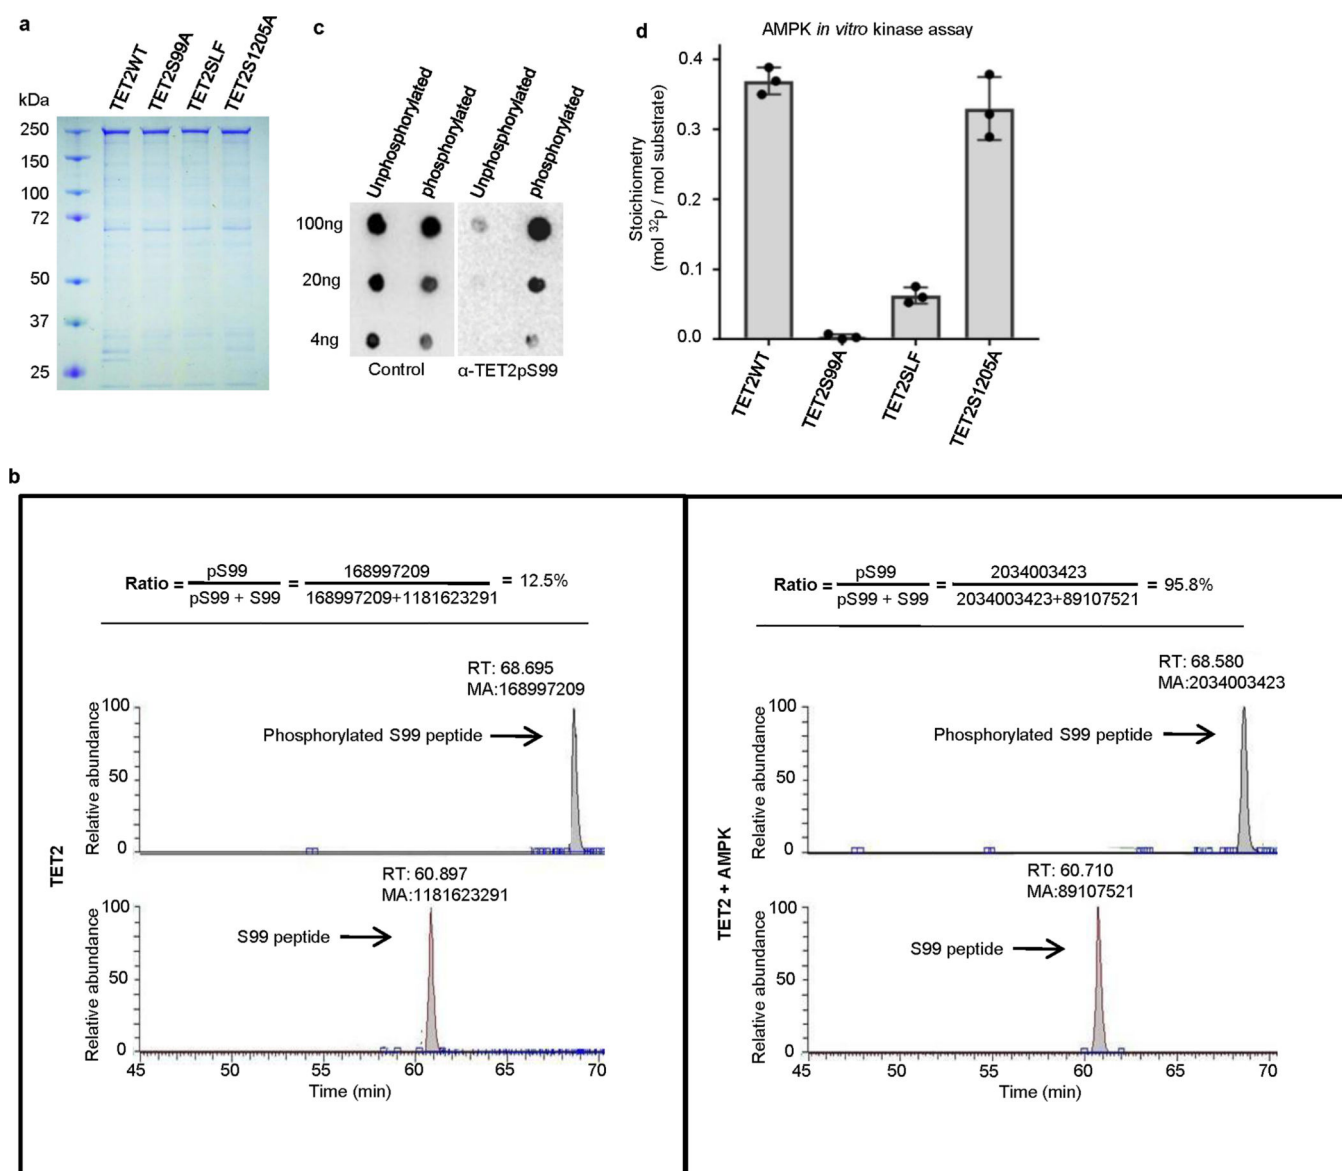 a
TET2WT
TET2S99A
TET2SLF
TET2S1205A
kDa
250
150
100
72
50
37
25
c
Unphosphorylated
phosphorylated
Unphosphorylated
phosphorylated
100ng
20ng
4ng
Control
α-TET2pS99
d
AMPK in vitro kinase assay
Stoichiometry
(mol 32p / mol substrate)
0.4
0.3
0.2
0.1
0.0
TET2WT
TET2S99A
TET2SLF
TET2S1205A
b
TET2
Ratio = pS99 / pS99 + S99 = 168997209 / 168997209+1181623291 = 12.5%
RT: 68.695
MA:168997209
Relative abundance
100
50
0
Phosphorylated S99 peptide
RT: 60.897
MA:1181623291
Relative abundance
100
50
0
S99 peptide
45 50 55 60 65 70
Time (min)
TET2 + AMPK
Ratio = pS99 / pS99 + S99 = 2034003423 / 2034003423+89107521 = 95.8%
RT: 68.580
MA:2034003423
Relative abundance
100
50
0
Phosphorylated S99 peptide
RT: 60.710
MA:89107521
Relative abundance
100
50
0
S99 peptide
45 50 55 60 65 70
Time (min)